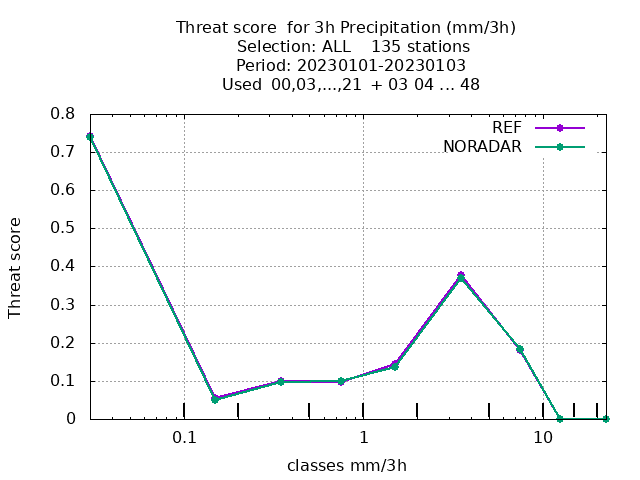 Threat score  for 3h Precipitation (mm/3h)
Selection: ALL    135 stations
Period: 20230101-20230103
Used  00,03,...,21  + 03 04 ... 48
REF
NORADAR
0.8
0.7
0.6
0.5
0.4
0.3
0.2
0.1
0
Threat score
0.1 1 10
classes mm/3h